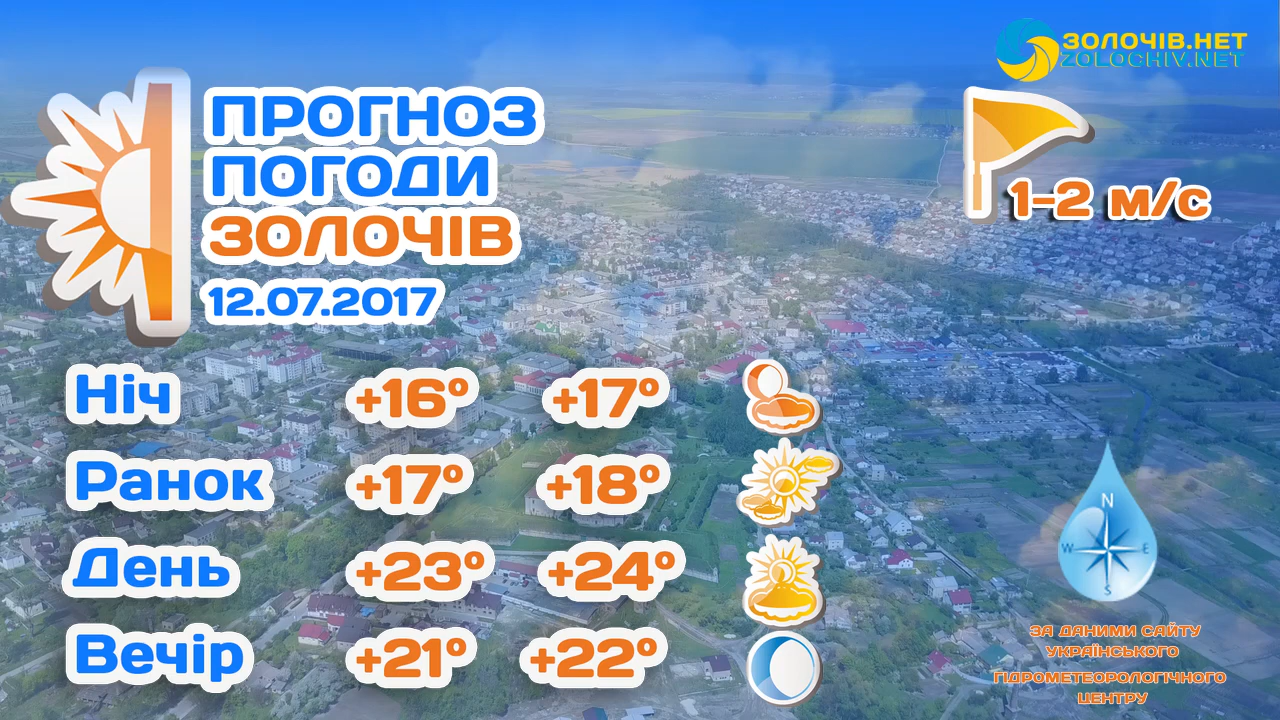 ЗОЛОЧІВ.НЕТ
ZOLOCHIV.NET
ПРОГНОЗ
ПОГОДИ
ЗОЛОЧІВ
12.07.2017
1-2 м/с
Ніч +16° +17°
Ранок +17° +18°
День +23° +24°
Вечір +21° +22°
N
W E
S
ЗА ДАНИМИ САЙТУ
УКРАЇНСЬКОГО
ГІДРОМЕТЕОРОЛОГІЧНОГО
ЦЕНТРУ